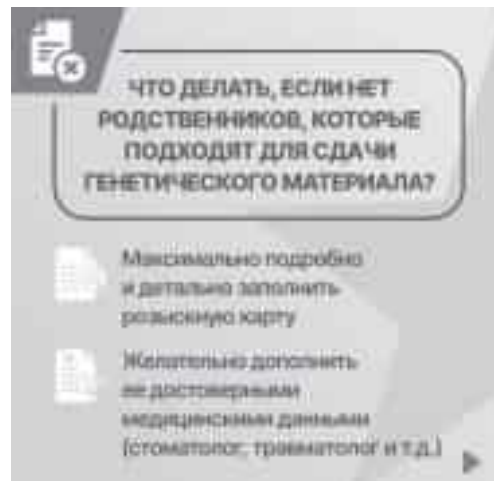 ЧТО ДЕЛАТЬ, ЕСЛИ НЕТ
РОДСТВЕННИКОВ, КОТОРЫЕ
ПОДХОДЯТ ДЛЯ СДАЧИ
ГЕНЕТИЧЕСКОГО МАТЕРИАЛА?
Максимально подробно
и детально заполнить
розыскную карту
Желательно дополнить
ее достоверными
медицинскими данными
(стоматолог, травматолог и т.д.)